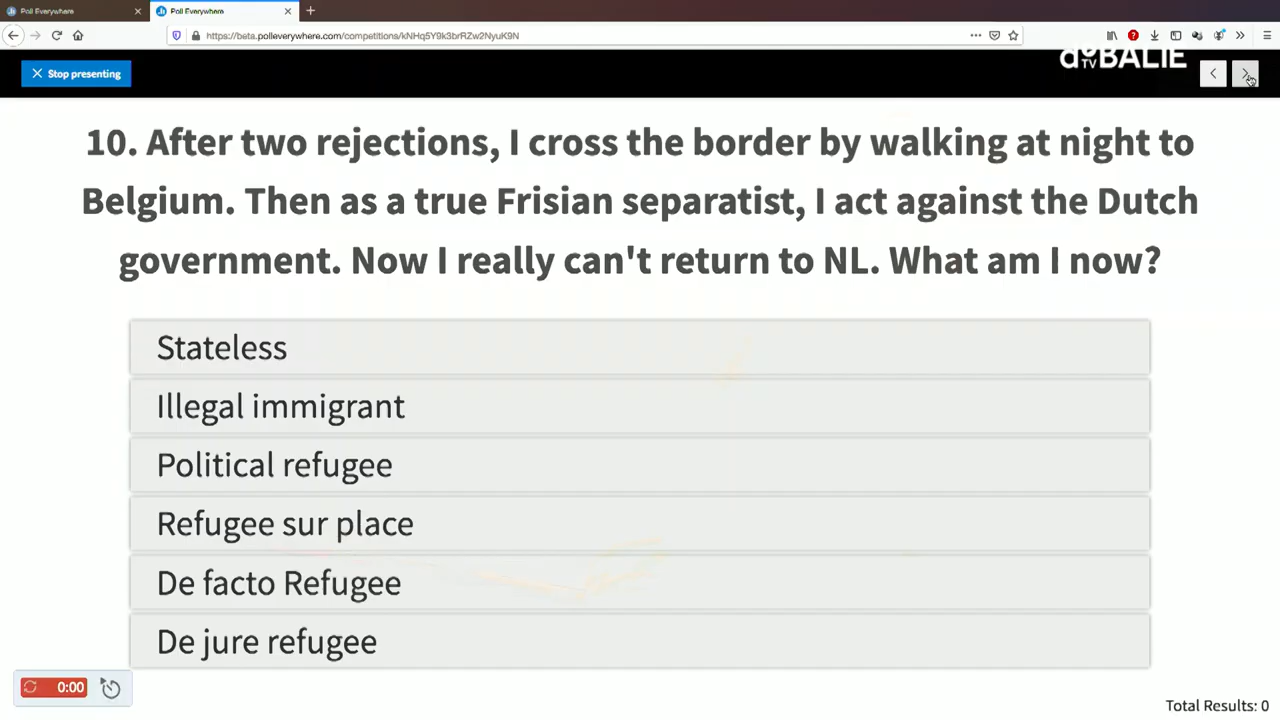 Poll Everywhere
Poll Everywhere
https://beta.polleverywhere.com/competitions/kNHq5Y9k3brRZw2NyuK9N
Stop presenting
de TV BALIE
10. After two rejections, I cross the border by walking at night to
Belgium. Then as a true Frisian separatist, I act against the Dutch
government. Now I really can't return to NL. What am I now?
Stateless
Illegal immigrant
Political refugee
Refugee sur place
De facto Refugee
De jure refugee
0:00
Total Results: 0